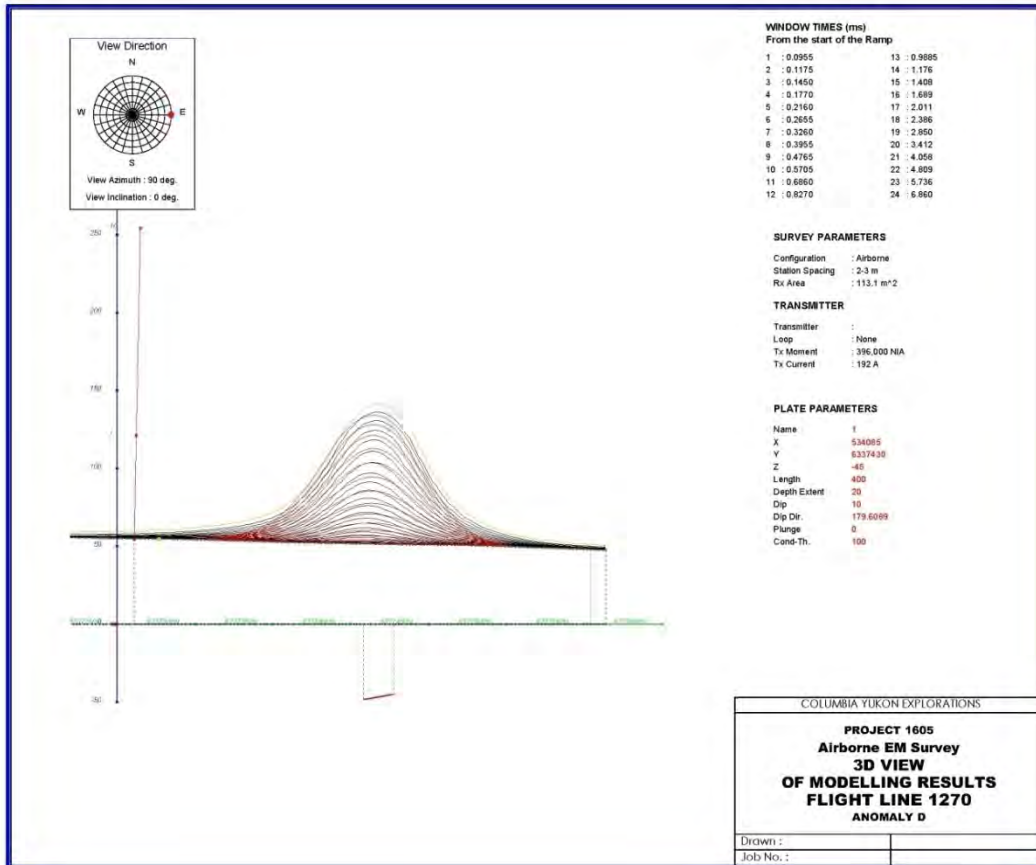 View Direction
N
W
E
S
View Azimuth : 90 deg.
View Inclination : 0 deg.
250
200
150
100
50
0
WINDOW TIMES (ms)
From the start of the Ramp
1 : 0.0955 13 : 0.9885
2 : 0.1175 14 : 1.176
3 : 0.1450 15 : 1.408
4 : 0.1770 16 : 1.689
5 : 0.2160 17 : 2.011
6 : 0.2655 18 : 2.386
7 : 0.3260 19 : 2.850
8 : 0.3955 20 : 3.412
9 : 0.4765 21 : 4.058
10 : 0.5705 22 : 4.809
11 : 0.6860 23 : 5.736
12 : 0.8270 24 : 6.860
SURVEY PARAMETERS
Configuration : Airborne
Station Spacing : 2-3 m
Rx Area : 113.1 m^2
TRANSMITTER
Transmitter :
Loop : None
Tx Moment : 396,000 NIA
Tx Current : 192 A
PLATE PARAMETERS
Name 1
X 534085
Y 6337430
Z
Length 400
Depth Extent 20
Dip 10
Dip Dir. 179.6089
Plunge 0
Cond-Th. 100
COLUMBIA YUKON EXPLORATIONS
PROJECT 1605
Airborne EM Survey
3D VIEW
OF MODELLING RESULTS
FLIGHT LINE 1270
ANOMALY D
Drawn :
Job No. :